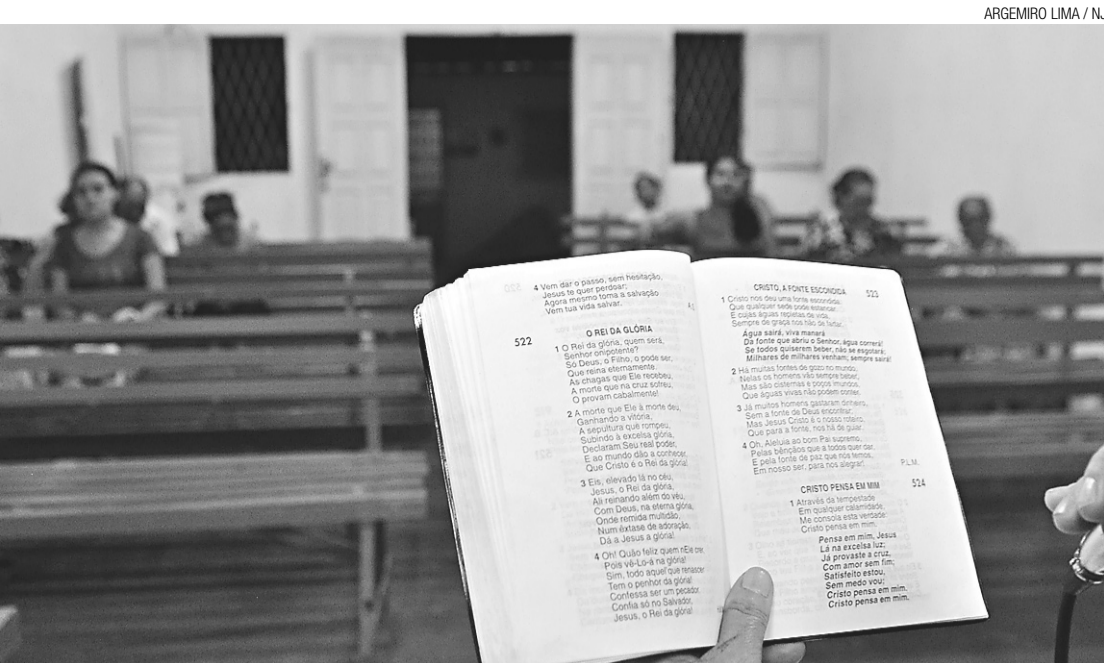 ARGEMIRO LIMA / NJ
4 Vem dar o passo, sem hesitação,
Jesus te quer perdoar;
Agora mesmo toma a salvação
Vem tua vida salvar.
522
O REI DA GLÓRIA
1 O Rei da glória, quem será,
Senhor onipotente?
Só Deus, o Filho, o pode ser,
Que reina eternamente.
As chagas que Ele recebeu,
A morte que na cruz sofreu,
O provam cabalmente!
2 A morte que Ele à morte deu,
Ganhando a vitória,
A sepultura que rompeu,
Subindo à excelsa glória,
Declaram Seu real poder,
E ao mundo dão a conhecer,
Que Cristo é o Rei da glória!
3 Eis, elevado lá no céu,
Jesus, o Rei da glória,
Ali reinando além do véu,
Com Deus, na eterna glória,
Onde remida multidão,
Num êxtase de adoração,
Dá a Jesus a glória!
4 Oh! Quão feliz quem nEle crer,
Pois vê-Lo-á na glória!
Sim, todo aquel que renascer
Tem o penhor da glória!
Confessa ser um pecador,
Confia só no Salvador,
Jesus, o Rei da glória!
CRISTO, A FONTE ESCONDIDA 523
1 Cristo nos deu uma fonte escondida,
Que qualquer sede pode estancar;
E cujas águas repletas de vida,
Sempre de graça nos hão de fartar.
Água sairá, viva manará
Da fonte que abriu o Senhor, água correrá!
Se todos quiserem beber, não se esgotará;
Milhares de milhares venham; sempre sairá!
2 Há muitas fontes de gozo no mundo,
Nelas os homens vão sempre beber,
Mas são cisternas e poços imundos,
Que águas vivas não podem correr.
3 Já muitos homens gastaram dinheiro,
Sem a fonte de Deus encontrar,
Mas Jesus Cristo é o nosso roteiro,
Que para a fonte, nos há de guiar.
4 Oh, Aleluia ao bom Pai supremo,
Pelas bênçãos que a todos quer dar,
E pela fonte de paz que nós temos,
Em nosso ser, para nos alegrar!
P.L.M.
CRISTO PENSA EM MIM 524
1 Através da tempestade
Em qualquer calamidade,
Me consola esta verdade:
Cristo pensa em mim.
Pensa em mim, Jesus
Lá na excelsa luz;
Já provaste a cruz,
Com amor sem fim;
Satisfeito estou,
Sem medo vou;
Cristo pensa em mim,
Cristo pensa em mim.